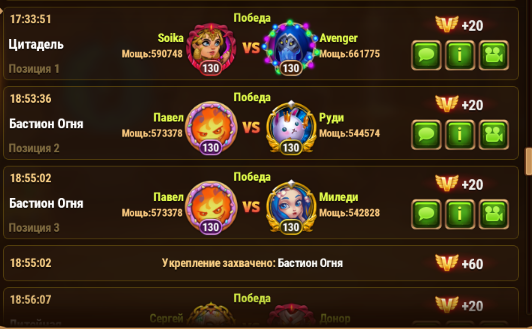 17:33:51
Цитадель
Позиция 1
Победа
Soika
Мощь:590748
130
VS
130
Avenger
Мощь:661775
+20
18:53:36
Бастион Огня
Позиция 2
Победа
Павел
Мощь:573378
130
VS
130
Руди
Мощь:544574
+20
18:55:02
Бастион Огня
Позиция 3
Победа
Павел
Мощь:573378
130
VS
130
Миледи
Мощь:542828
+20
18:55:02
Укрепление захвачено: Бастион Огня
+60
18:56:07
Победа
Сергей
Донор
+20